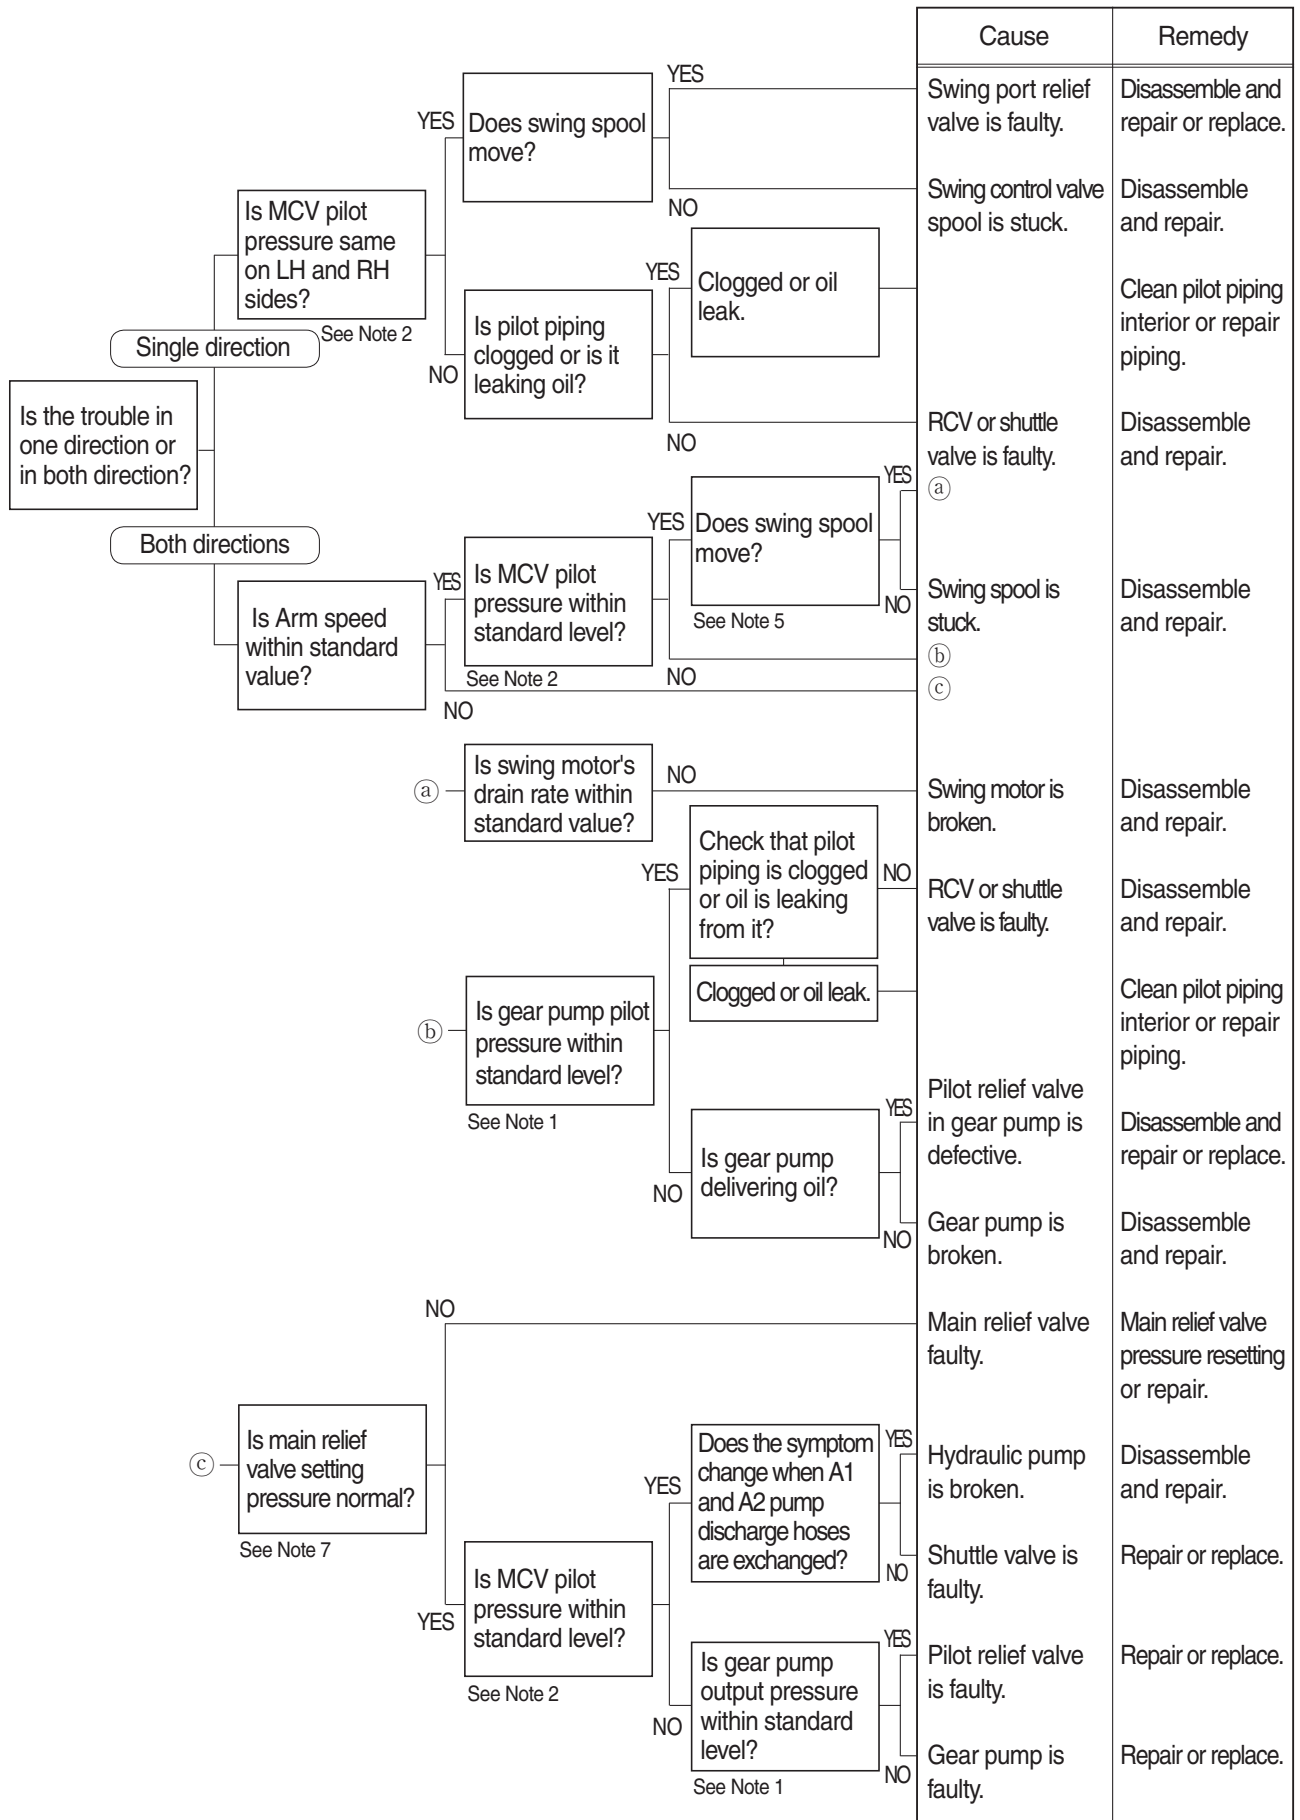 Cause
Remedy
YES
Swing port relief
valve is faulty.
Disassemble and
repair or replace.
YES
Does swing spool
move?
NO
Swing control valve
spool is stuck.
Disassemble
and repair.
Is MCV pilot
pressure same
on LH and RH
sides?
See Note 2
YES
Clogged or oil
leak.
Clean pilot piping
interior or repair
piping.
Is pilot piping
clogged or is it
leaking oil?
NO
Single direction
NO
RCV or shuttle
valve is faulty.
Disassemble
and repair.
Is the trouble in
one direction or
in both direction?
YES
ⓐ
Both directions
YES
Does swing spool
move?
See Note 5
NO
Swing spool is
stuck.
Disassemble
and repair.
YES
Is MCV pilot
pressure within
standard level?
See Note 2
NO
ⓑ
Is Arm speed
within standard
value?
NO
ⓒ
ⓐ
Is swing motor's
drain rate within
standard value?
NO
Swing motor is
broken.
Disassemble
and repair.
YES
Check that pilot
piping is clogged
or oil is leaking
from it?
NO
RCV or shuttle
valve is faulty.
Disassemble
and repair.
Clogged or oil leak.
Clean pilot piping
interior or repair
piping.
ⓑ
Is gear pump pilot
pressure within
standard level?
See Note 1
YES
Pilot relief valve
in gear pump is
defective.
Disassemble and
repair or replace.
NO
Is gear pump
delivering oil?
NO
Gear pump is
broken.
Disassemble
and repair.
NO
Main relief valve
faulty.
Main relief valve
pressure resetting
or repair.
ⓒ
Is main relief
valve setting
pressure normal?
See Note 7
YES
Does the symptom
change when A1
and A2 pump
discharge hoses
are exchanged?
YES
Hydraulic pump
is broken.
Disassemble
and repair.
NO
Shuttle valve is
faulty.
Repair or replace.
YES
Is MCV pilot
pressure within
standard level?
See Note 2
NO
Is gear pump
output pressure
within standard
level?
See Note 1
YES
Pilot relief valve
is faulty.
Repair or replace.
NO
Gear pump is
faulty.
Repair or replace.